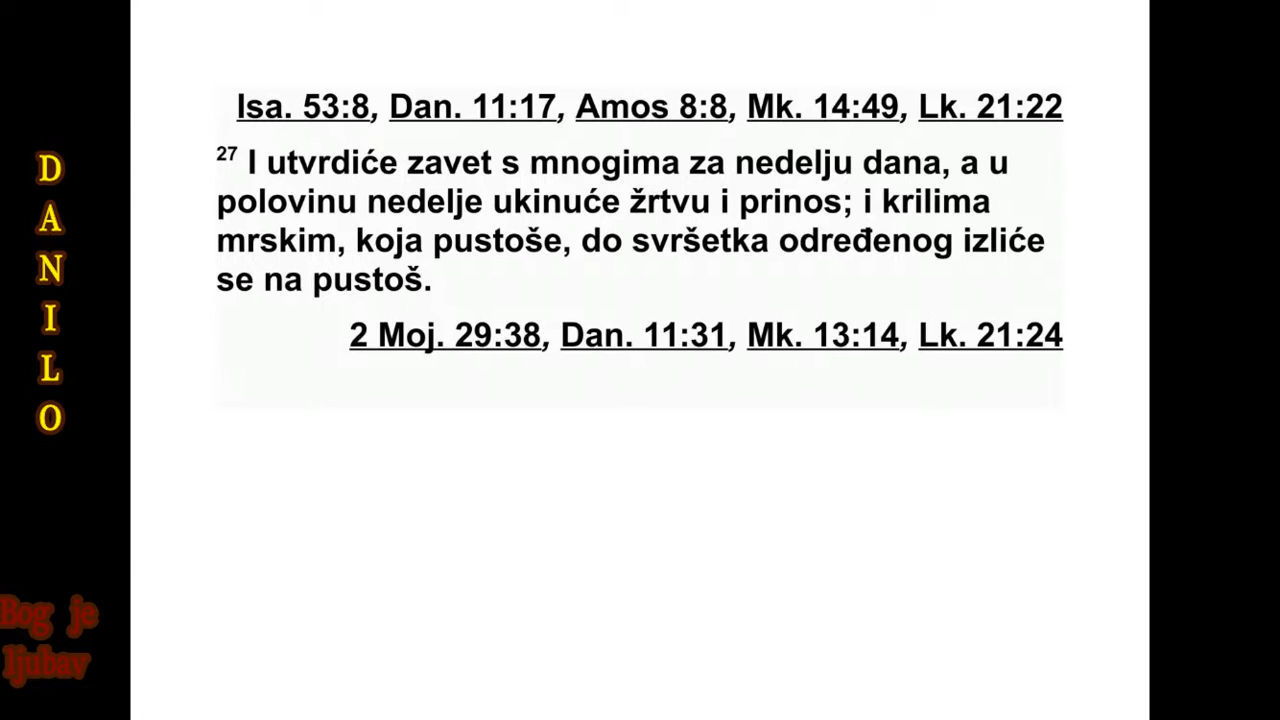 Isa. 53:8, Dan. 11:17, Amos 8:8, Mk. 14:49, Lk. 21:22
27 I utvrdiće zavet s mnogima za nedelju dana, a u
polovinu nedelje ukinuće žrtvu i prinos; i krilima
mrskim, koja pustoše, do svršetka određenog izliće
se na pustoš.
2 Moj. 29:38, Dan. 11:31, Mk. 13:14, Lk. 21:24
D
A
N
I
L
O
Bog je
ljubav